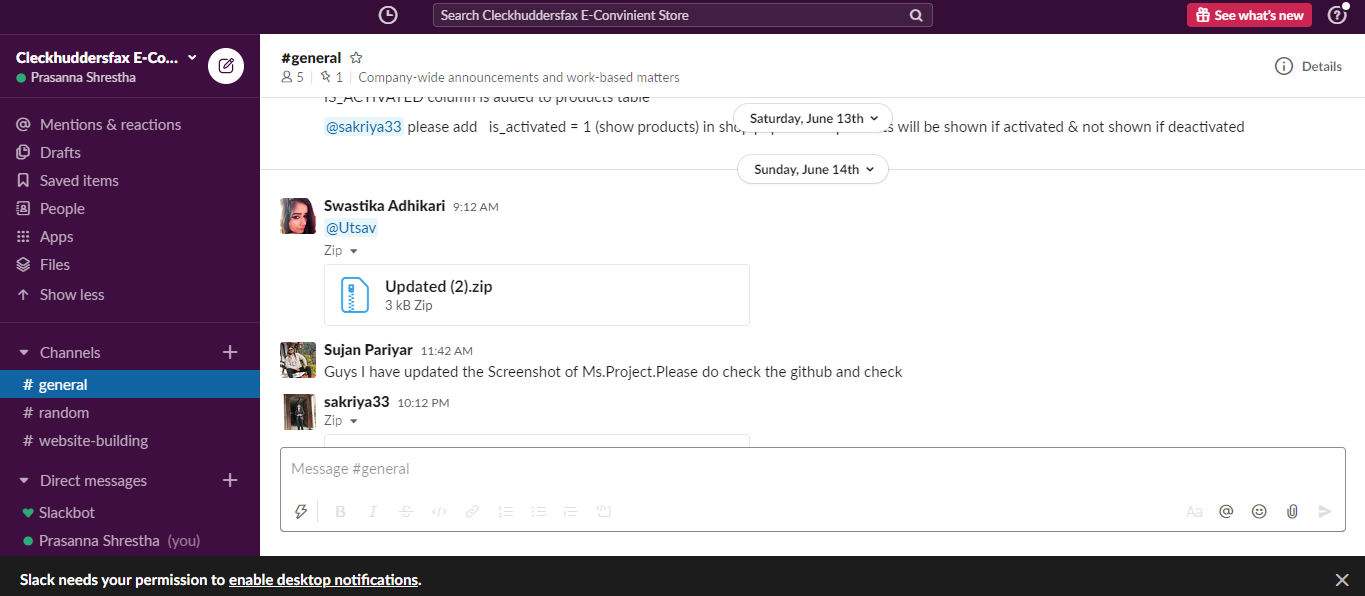 Search Cleckhuddersfax E-Convinient Store
See what's new
Cleckhuddersfax E-Co...
Prasanna Shrestha
Mentions & reactions
Drafts
Saved items
People
Apps
Files
Show less
Channels
# general
# random
# website-building
Direct messages
Slackbot
Prasanna Shrestha (you)
#general
5 | 1 | Company-wide announcements and work-based matters
Details
IS_ACTIVATED column is added to products table
Saturday, June 13th
@sakriya33 please add is_activated = 1 (show products) in will be shown if activated & not shown if deactivated
Sunday, June 14th
Swastika Adhikari 9:12 AM
@Utsav
Zip
Updated (2).zip
3 kB Zip
Sujan Pariyar 11:42 AM
Guys I have updated the Screenshot of Ms.Project.Please do check the github and check
sakriya33 10:12 PM
Zip
Message #general
B I S </> Aa @
Slack needs your permission to enable desktop notifications.